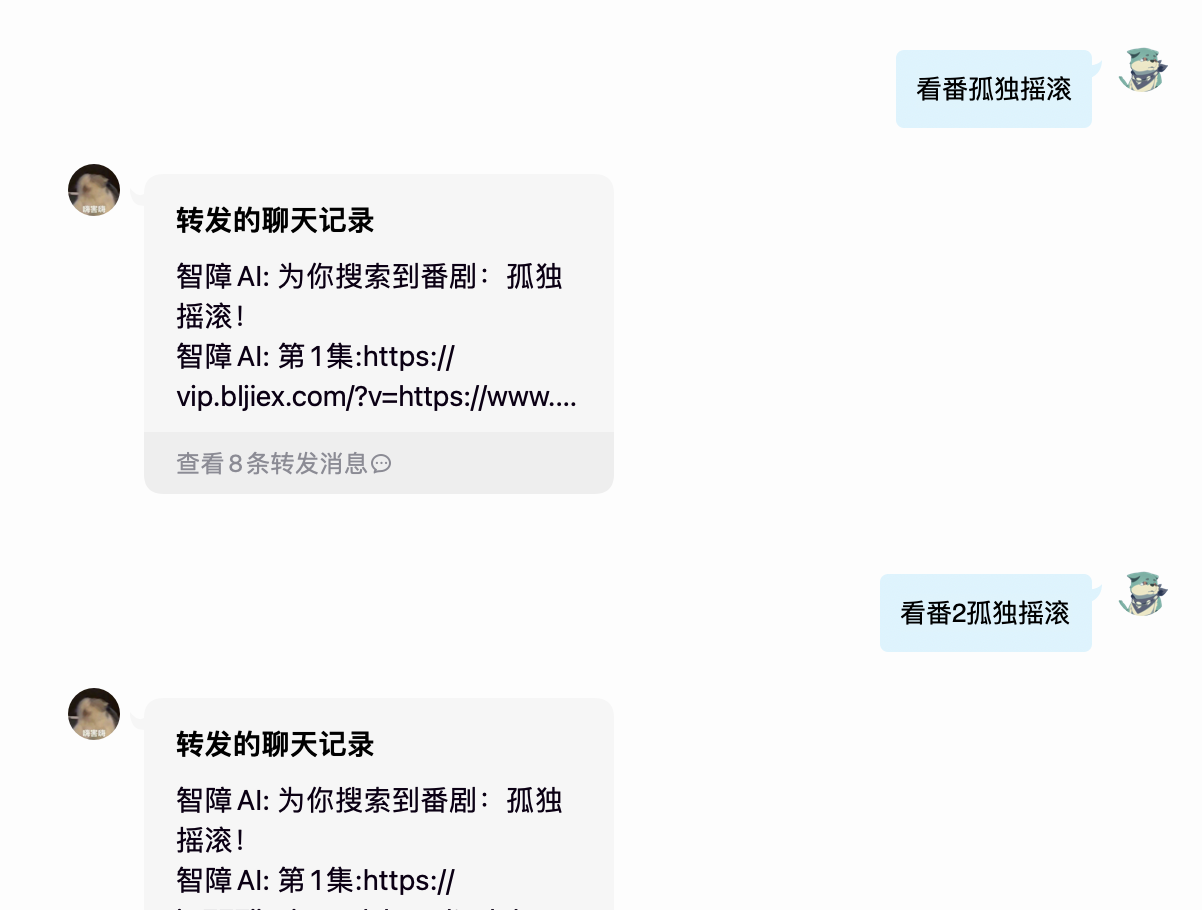 看番孤独摇滚
转发的聊天记录
智障AI: 为你搜索到番剧：孤独
摇滚！
智障AI: 第1集:https://
vip.bljiex.com/?v=https://www....
查看8条转发消息
看番2孤独摇滚
转发的聊天记录
智障AI: 为你搜索到番剧：孤独
摇滚！
智障AI: 第1集:https://